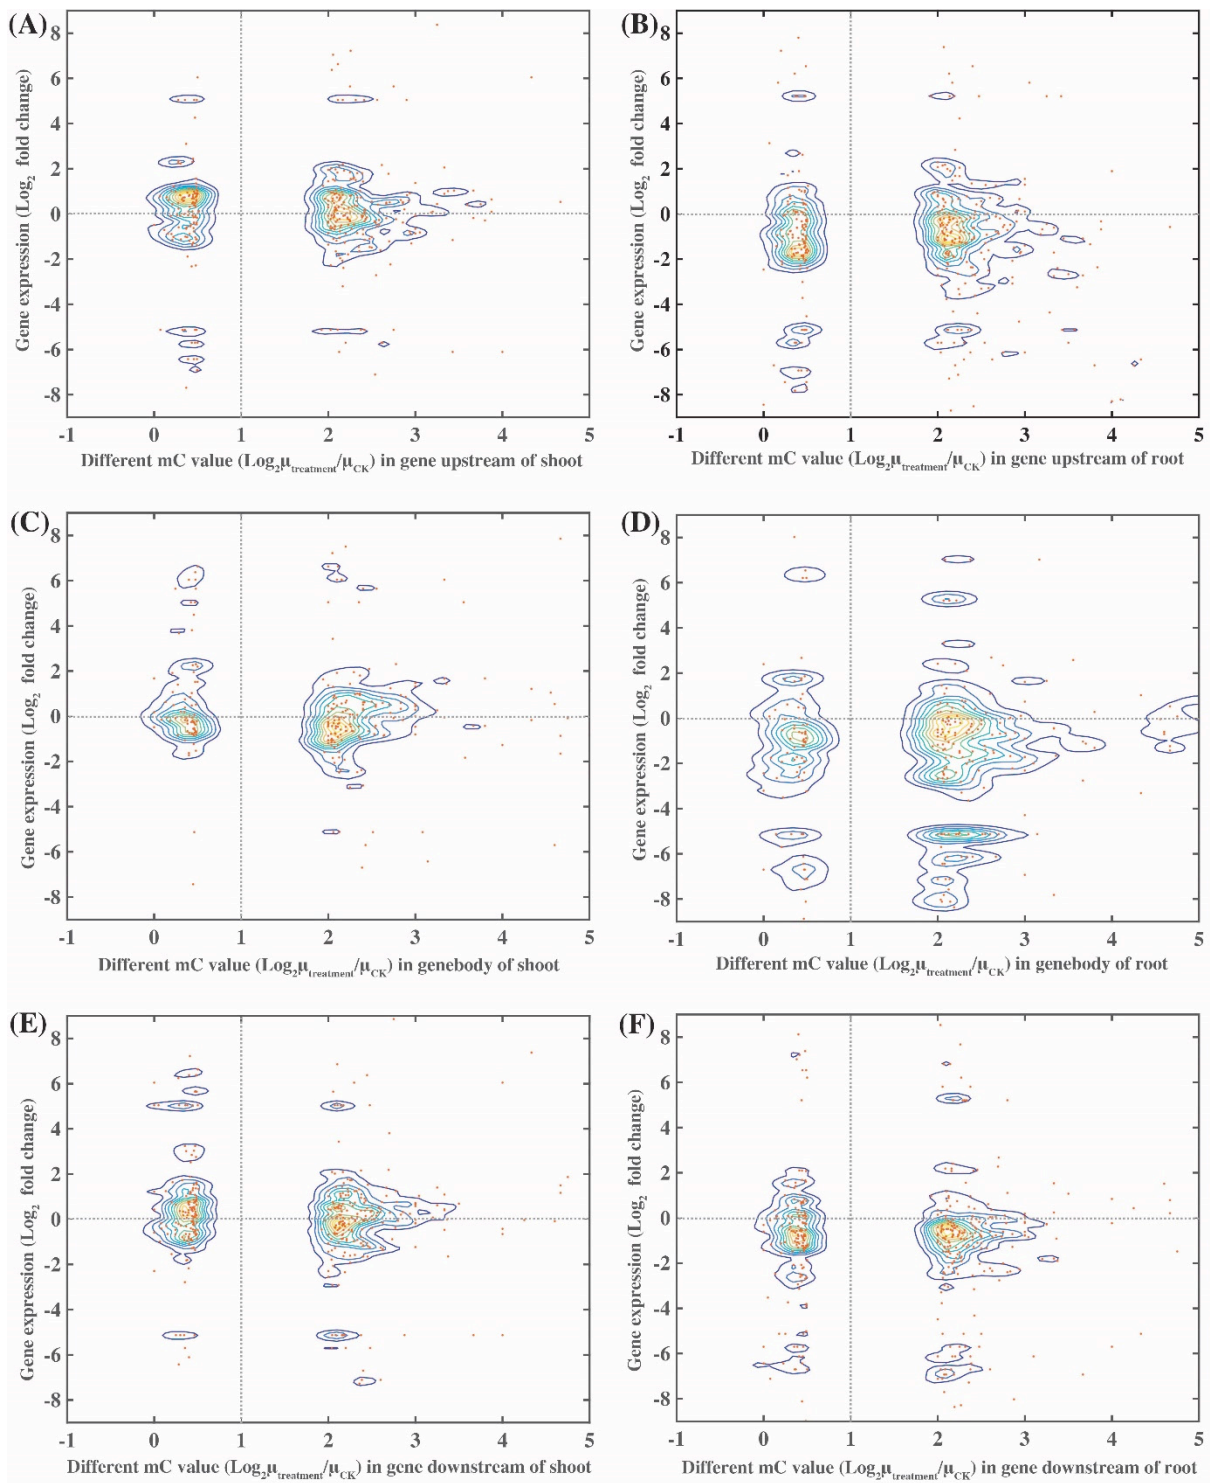 (A)
Gene expression (Log2 fold change)
8
6
4
2
0
-2
-4
-6
-8
-1 0 1 2 3 4 5
Different mC value (Log2μtreatment/μCK) in gene upstream of shoot
(B)
Gene expression (Log2 fold change)
8
6
4
2
0
-2
-4
-6
-8
-1 0 1 2 3 4 5
Different mC value (Log2μtreatment/μCK) in gene upstream of root
(C)
Gene expression (Log2 fold change)
8
6
4
2
0
-2
-4
-6
-8
-1 0 1 2 3 4 5
Different mC value (Log2μtreatment/μCK) in genebody of shoot
(D)
Gene expression (Log2 fold change)
8
6
4
2
0
-2
-4
-6
-8
-1 0 1 2 3 4 5
Different mC value (Log2μtreatment/μCK) in genebody of root
(E)
Gene expression (Log2 fold change)
8
6
4
2
0
-2
-4
-6
-8
-1 0 1 2 3 4 5
Different mC value (Log2μtreatment/μCK) in gene downstream of shoot
(F)
Gene expression (Log2 fold change)
8
6
4
2
0
-2
-4
-6
-8
-1 0 1 2 3 4 5
Different mC value (Log2μtreatment/μCK) in gene downstream of root